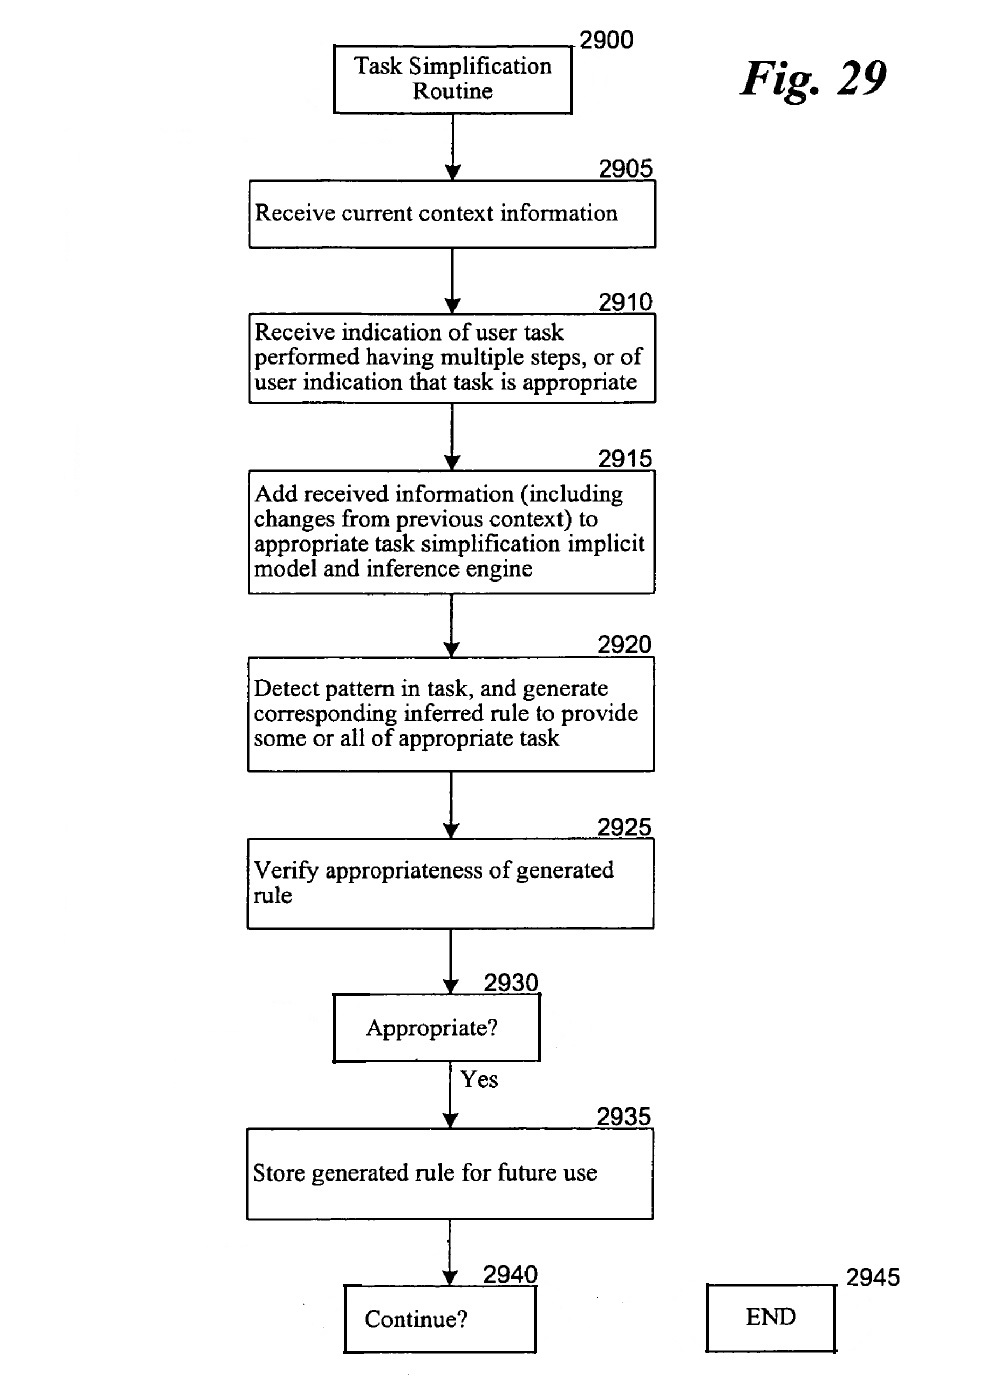 2900
Task Simplification
Routine
Fig. 29
2905
Receive current context information
2910
Receive indication of user task
performed having multiple steps, or of
user indication that task is appropriate
2915
Add received information (including
changes from previous context) to
appropriate task simplification implicit
model and inference engine
2920
Detect pattern in task, and generate
corresponding inferred rule to provide
some or all of appropriate task
2925
Verify appropriateness of generated
rule
2930
Appropriate?
Yes
2935
Store generated rule for future use
2940
Continue?
2945
END